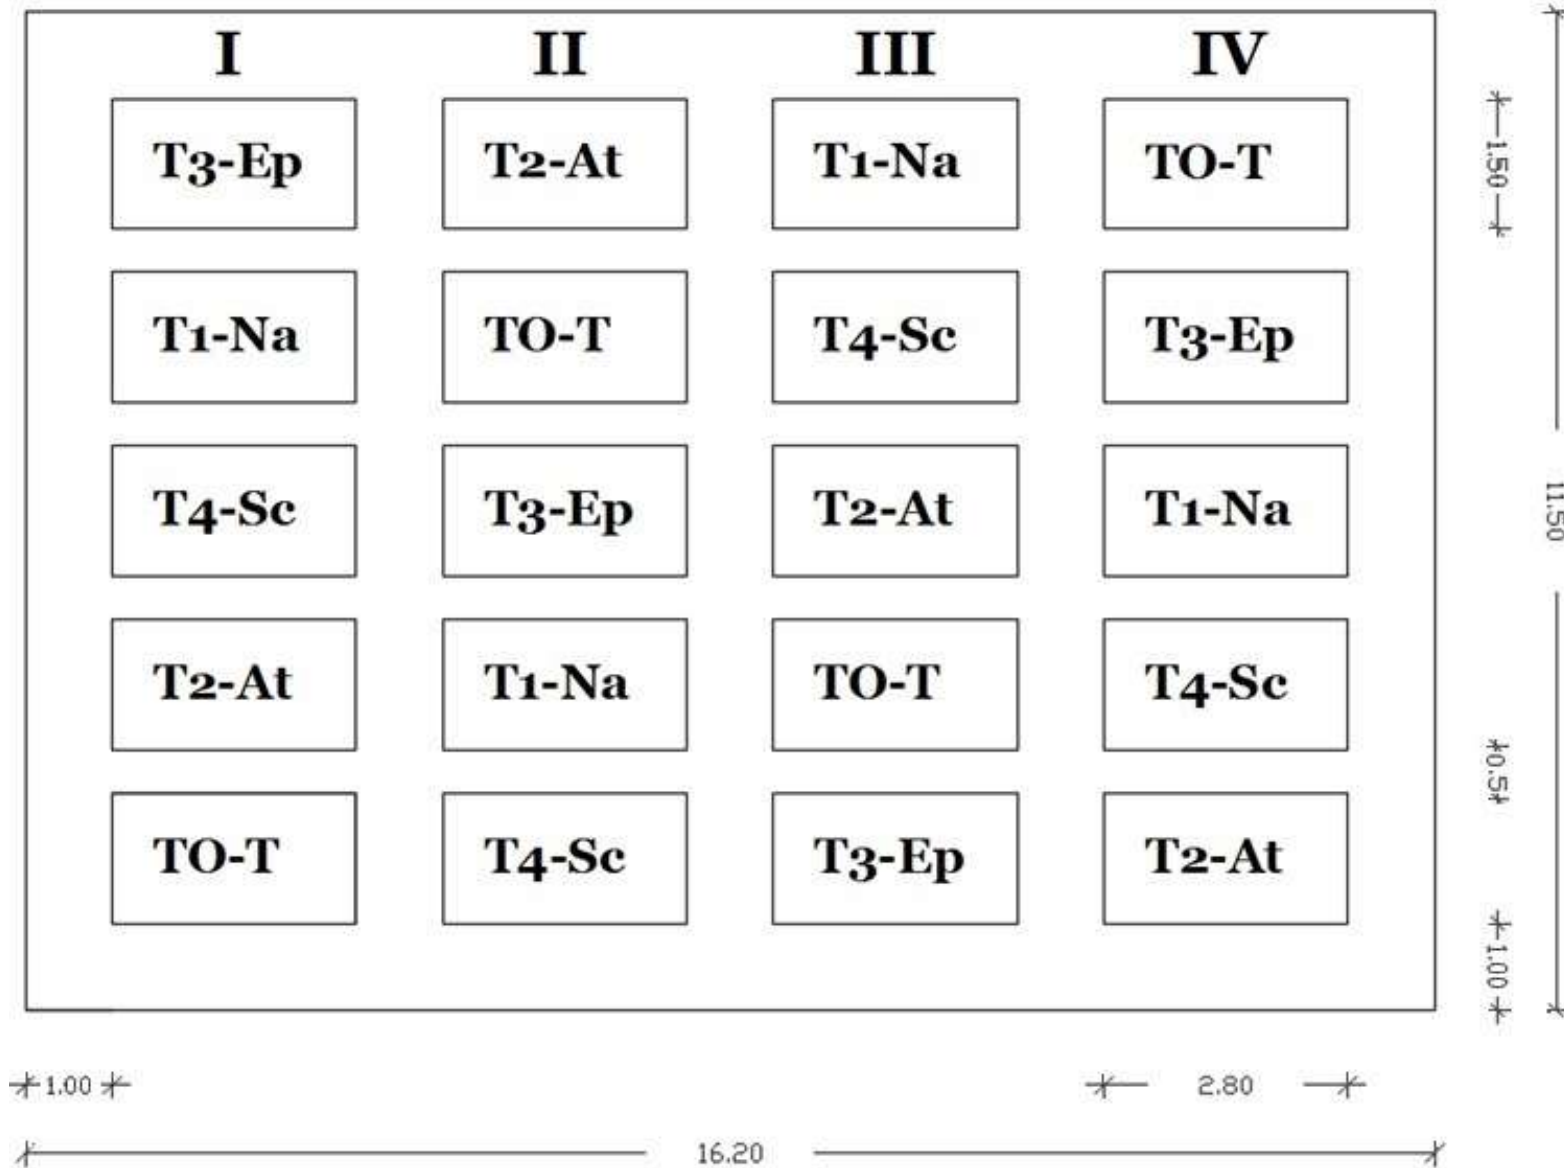 I II III IV
T3-Ep T2-At T1-Na TO-T
1.50
T1-Na TO-T T4-Sc T3-Ep
T4-Sc T3-Ep T2-At T1-Na
11.50
T2-At T1-Na TO-T T4-Sc
0.5
TO-T T4-Sc T3-Ep T2-At
1.00
1.00 2.80
16.20